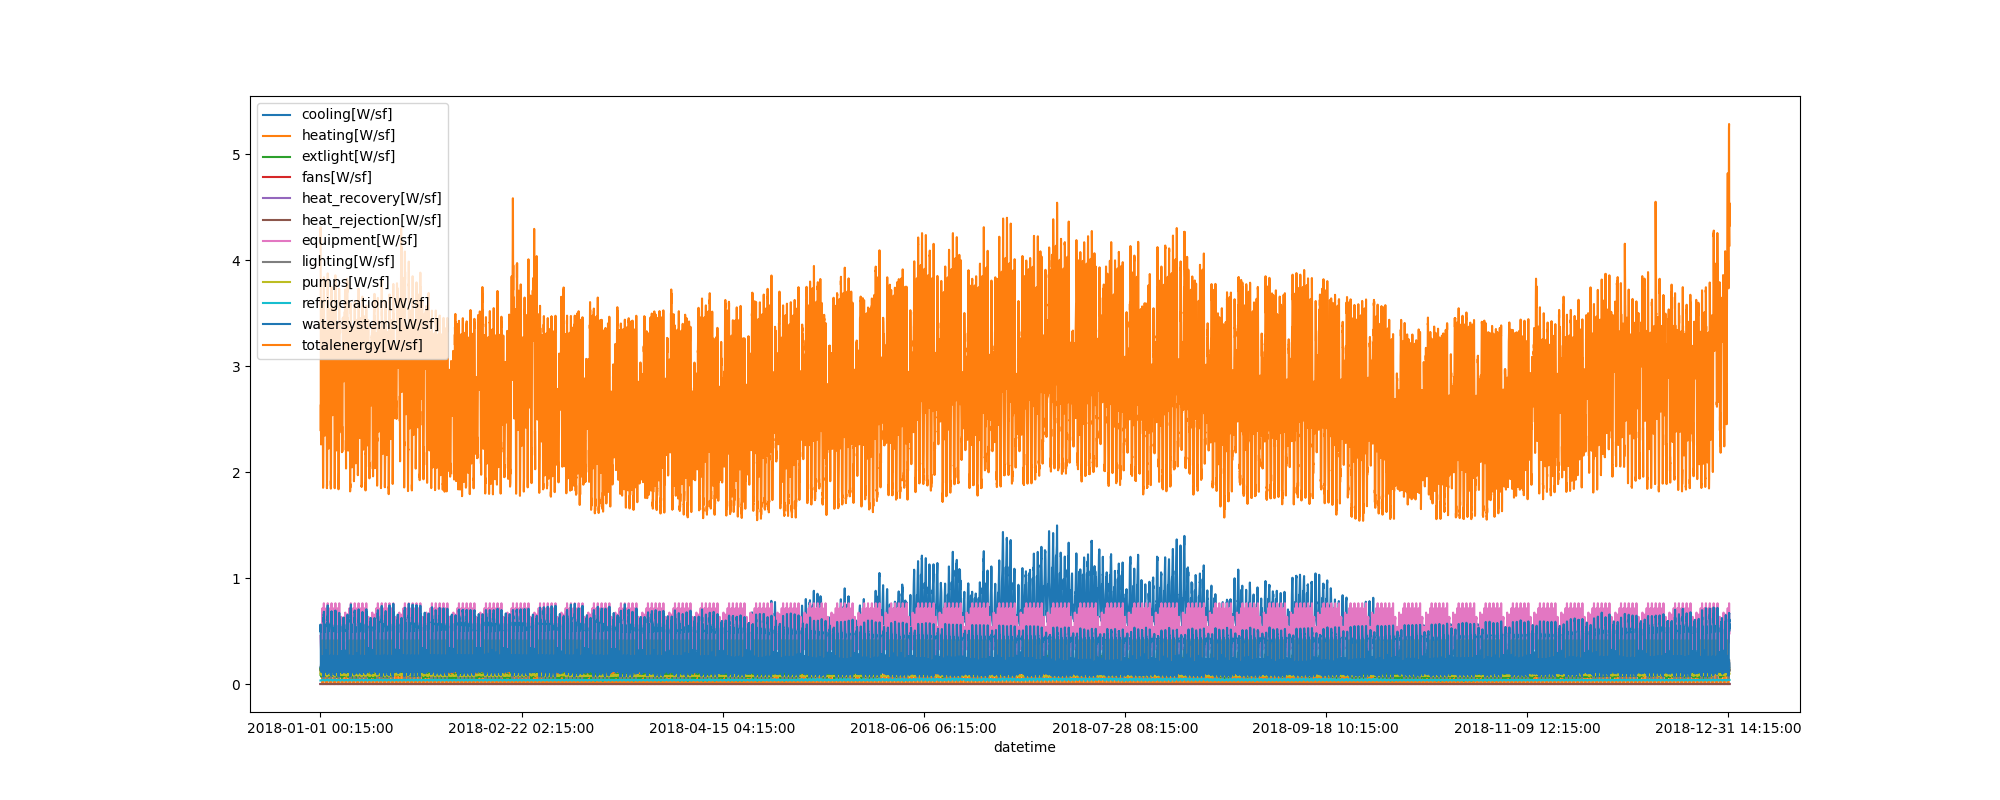 cooling[W/sf]
heating[W/sf]
extlight[W/sf]
fans[W/sf]
heat_recovery[W/sf]
heat_rejection[W/sf]
equipment[W/sf]
lighting[W/sf]
pumps[W/sf]
refrigeration[W/sf]
watersystems[W/sf]
totalenergy[W/sf]
5
4
3
2
1
0
2018-01-01 00:15:00 2018-02-22 02:15:00 2018-04-15 04:15:00 2018-06-06 06:15:00 2018-07-28 08:15:00 2018-09-18 10:15:00 2018-11-09 12:15:00 2018-12-31 14:15:00
datetime